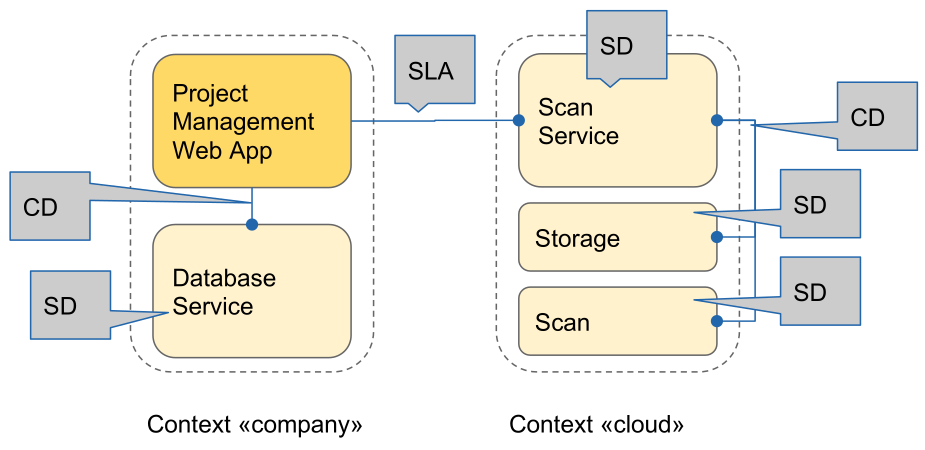 SD
SLA
Project
Management
Web App
Scan
Service
CD
CD
SD
Storage
Database
Service
SD
SD
Scan
Context «company»
Context «cloud»